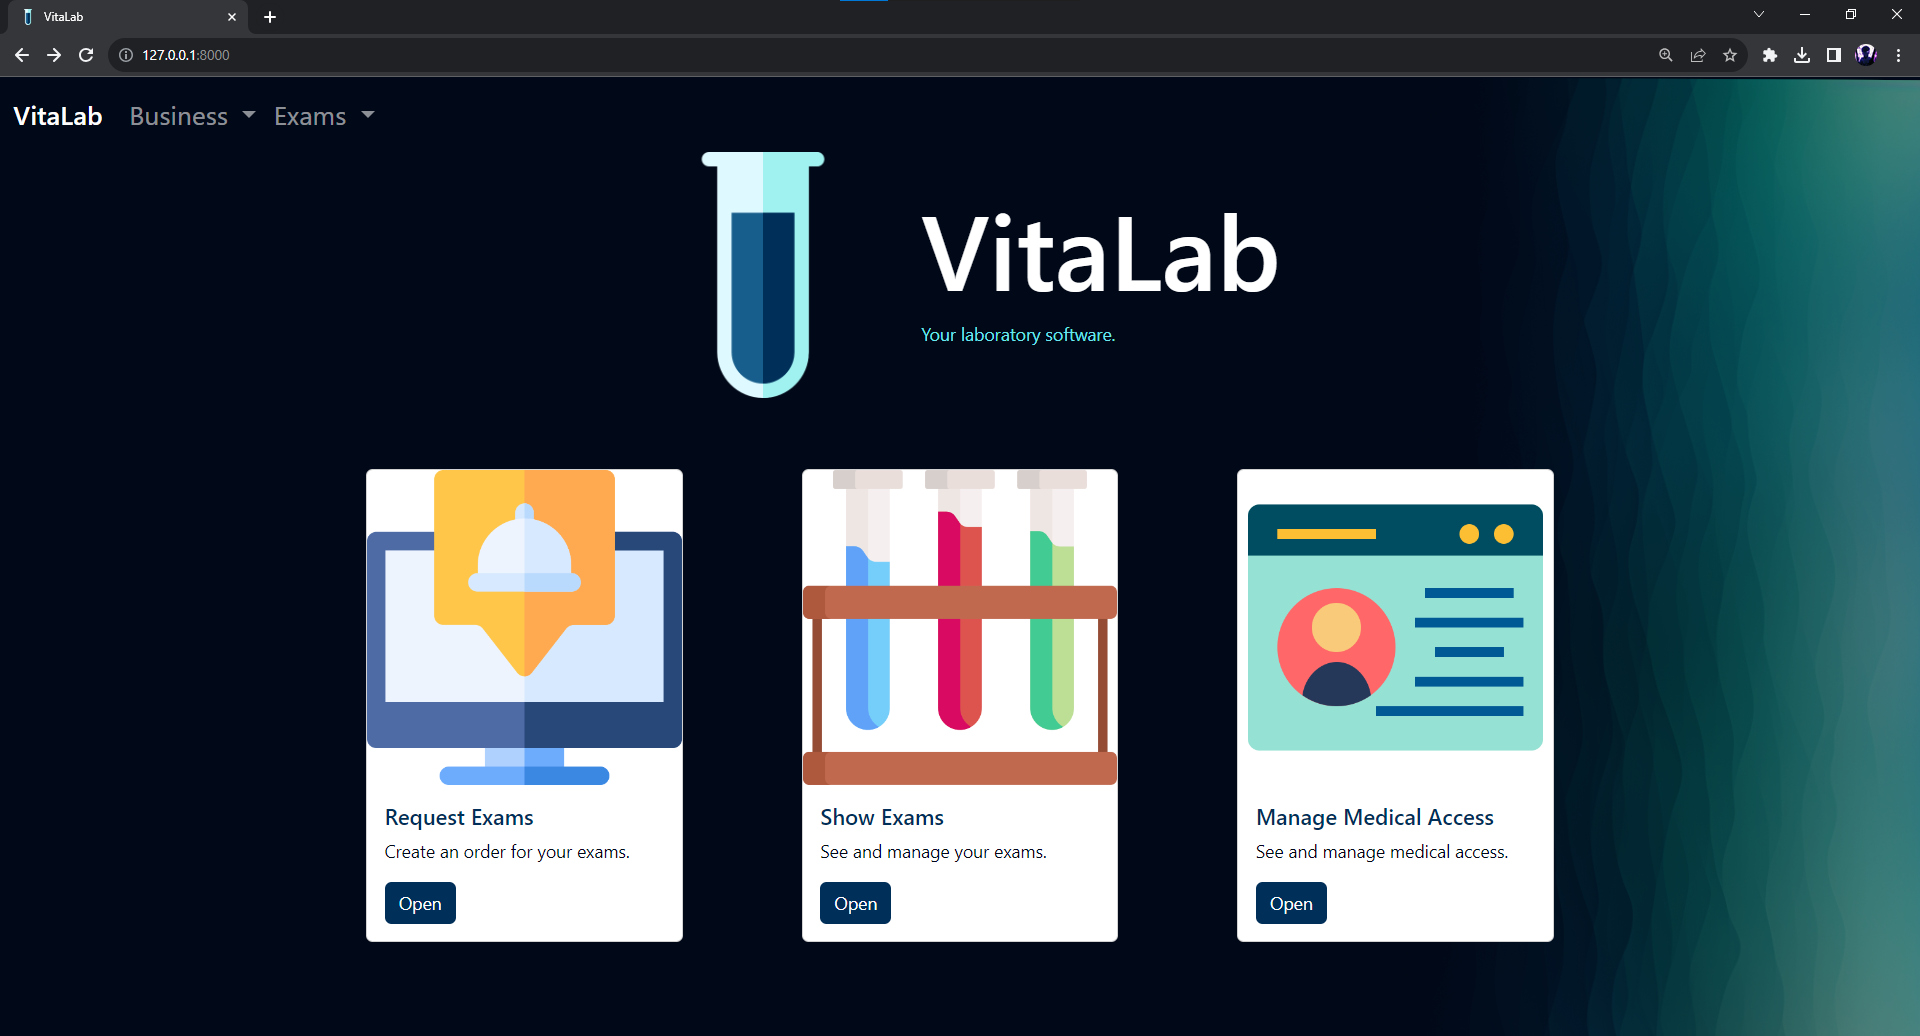 VitaLab
127.0.0.1:8000
VitaLab Business Exams
VitaLab
Your laboratory software.
Request Exams
Create an order for your exams.
Open
Show Exams
See and manage your exams.
Open
Manage Medical Access
See and manage medical access.
Open